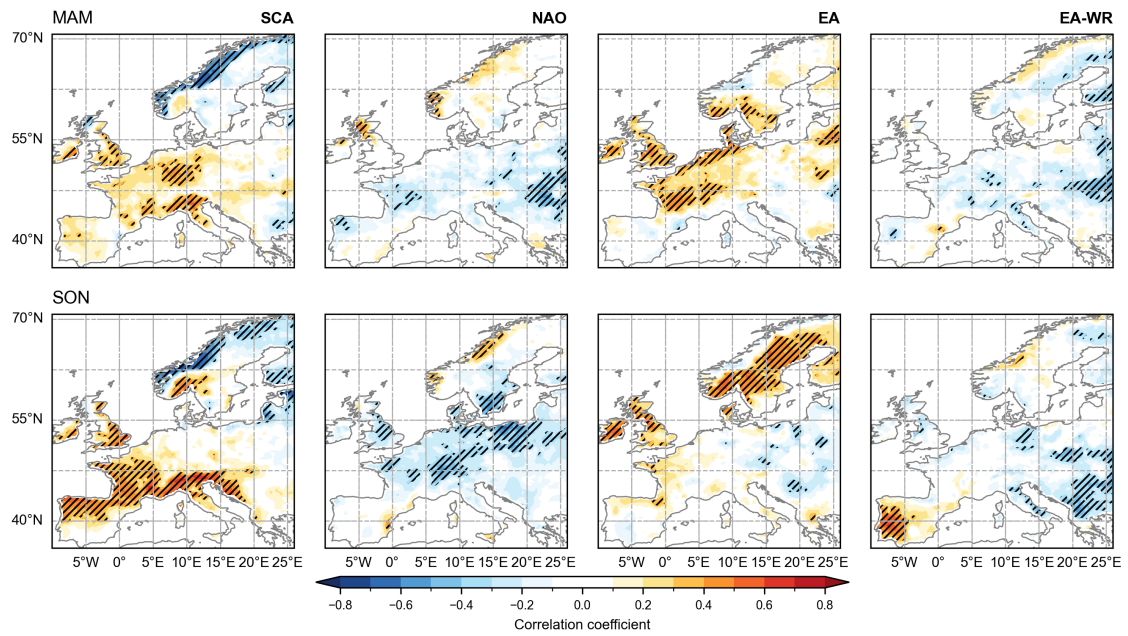 MAM SCA NAO EA EA-WR
70°N
55°N
40°N
SON
70°N
55°N
40°N
5°W 0° 5°E 10°E 15°E 20°E 25°E 5°W 0° 5°E 10°E 15°E 20°E 25°E 5°W 0° 5°E 10°E 15°E 20°E 25°E 5°W 0° 5°E 10°E 15°E 20°E 25°E
−0.8 −0.6 −0.4 −0.2 0.0 0.2 0.4 0.6 0.8
Correlation coefficient